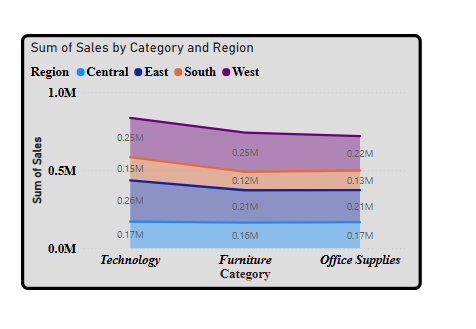 Sum of Sales by Category and Region
Region Central East South West
1.0M
0.5M
0.0M
Sum of Sales
0.25M 0.25M 0.22M
0.15M 0.12M 0.13M
0.26M 0.21M 0.21M
0.17M 0.16M 0.17M
Technology Furniture Office Supplies
Category